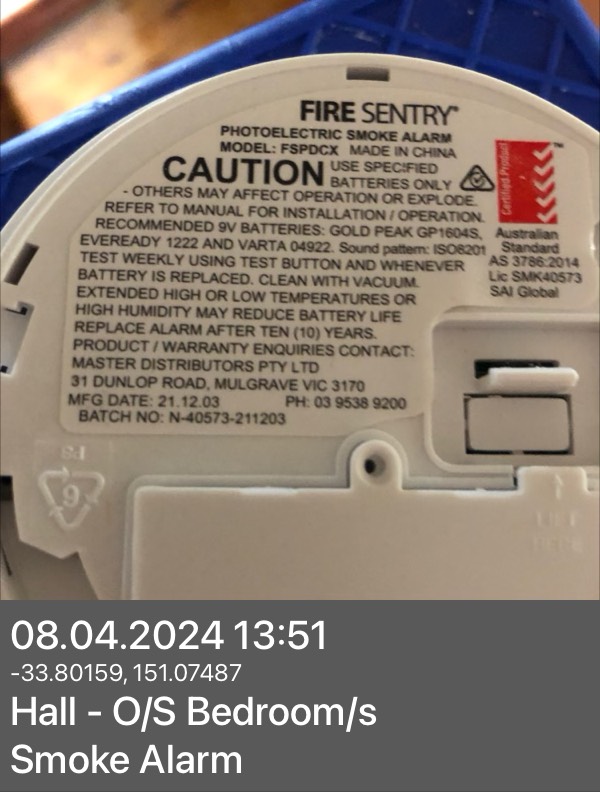 FIRE SENTRY
PHOTOELECTRIC SMOKE ALARM
MODEL: FSPDCX MADE IN CHINA
CAUTION USE SPECIFIED
BATTERIES ONLY
- OTHERS MAY AFFECT OPERATION OR EXPLODE.
REFER TO MANUAL FOR INSTALLATION / OPERATION.
RECOMMENDED 9V BATTERIES: GOLD PEAK GP1604S,
EVEREADY 1222 AND VARTA 04922. Sound pattern: ISO8201
TEST WEEKLY USING TEST BUTTON AND WHENEVER
BATTERY IS REPLACED. CLEAN WITH VACUUM.
EXTENDED HIGH OR LOW TEMPERATURES OR
HIGH HUMIDITY MAY REDUCE BATTERY LIFE
REPLACE ALARM AFTER TEN (10) YEARS.
PRODUCT / WARRANTY ENQUIRIES CONTACT:
MASTER DISTRIBUTORS PTY LTD
31 DUNLOP ROAD, MULGRAVE VIC 3170
MFG DATE: 21.12.03 PH: 03 9538 9200
BATCH NO: N-40573-211203
Certified Product
TM
Australian
Standard
AS 3786:2014
Lic SMK40573
SAI Global
PS
6
08.04.2024 13:51
-33.80159, 151.07487
Hall - O/S Bedroom/s
Smoke Alarm